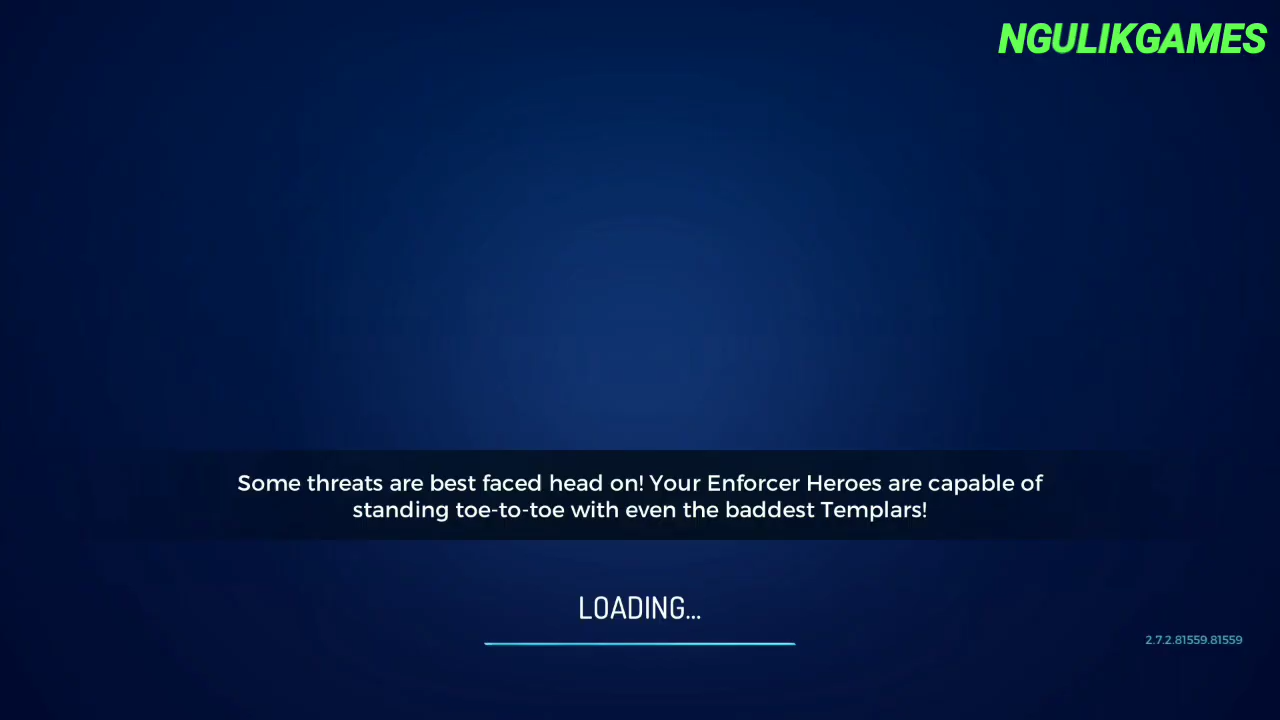 NGULIKGAMES
Some threats are best faced head on! Your Enforcer Heroes are capable of
standing toe-to-toe with even the baddest Templars!
LOADING...
2.7.2.81559.81559